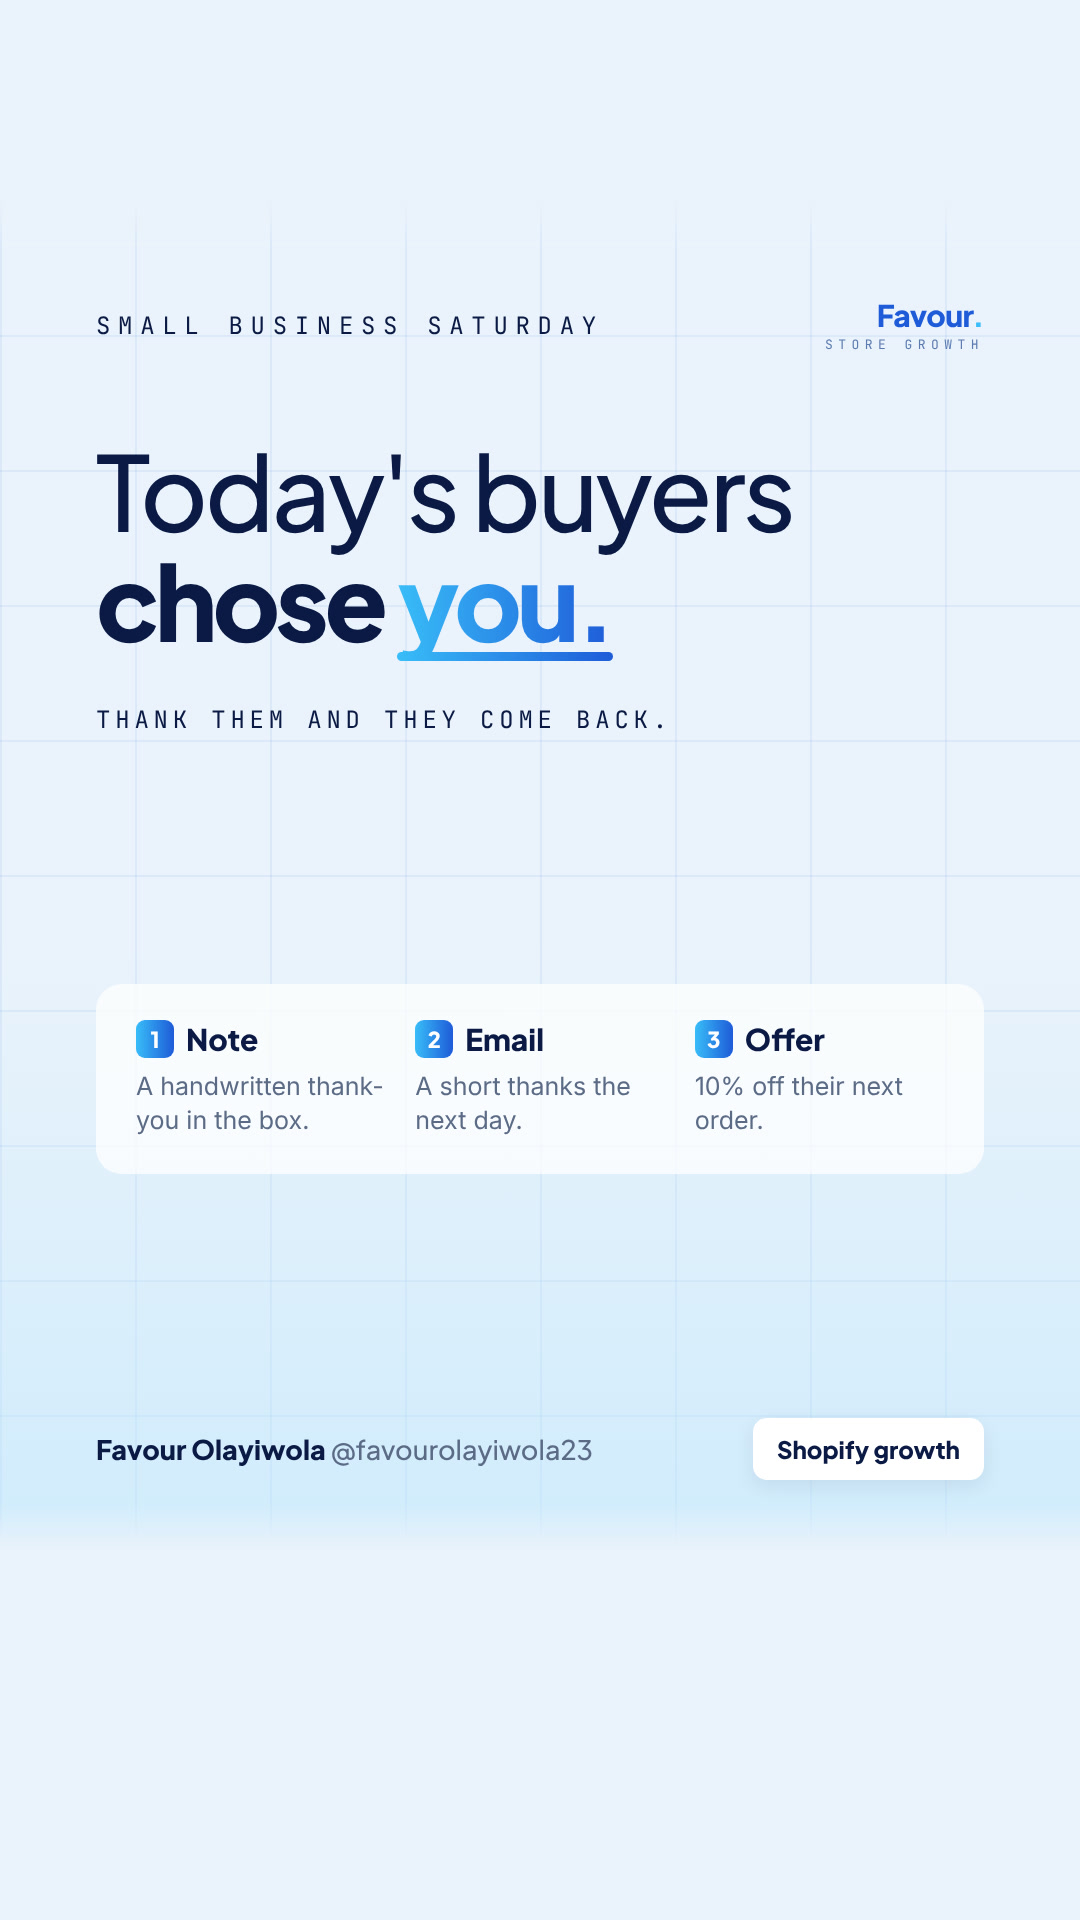 SMALL BUSINESS SATURDAY
Favour.
STORE GROWTH
Today's buyers
chose you.
THANK THEM AND THEY COME BACK.
1 Note
A handwritten thank-
you in the box.
2 Email
A short thanks the
next day.
3 Offer
10% off their next
order.
Favour Olayiwola @favourolayiwola23
Shopify growth